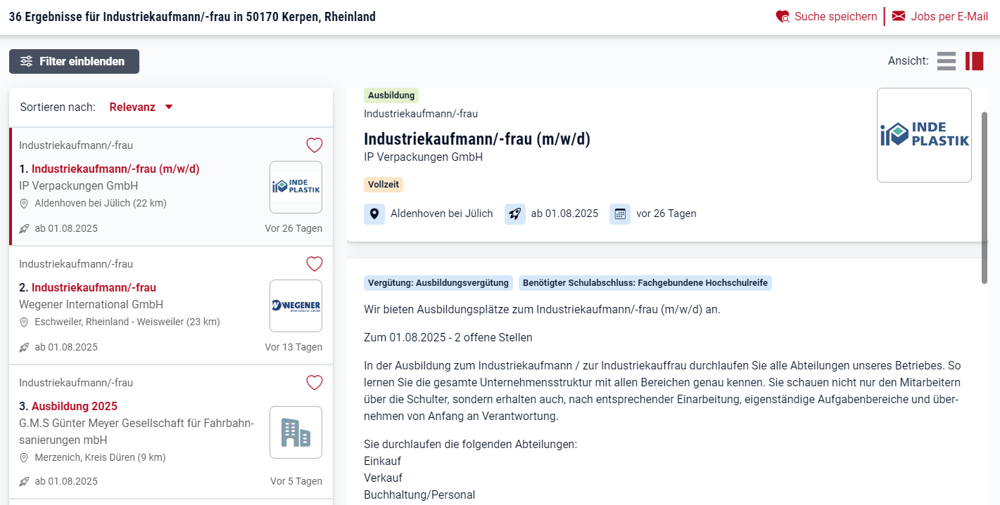 36 Ergebnisse für Industriekaufmann/-frau in 50170 Kerpen, Rheinland
Suche speichern
Jobs per E-Mail
Filter einblenden
Ansicht:
Sortieren nach: Relevanz
Industriekaufmann/-frau
1. Industriekaufmann/-frau (m/w/d)
IP Verpackungen GmbH
Aldenhoven bei Jülich (22 km)
INDE
PLASTIK
ab 01.08.2025
Vor 26 Tagen
Industriekaufmann/-frau
2. Industriekaufmann/-frau
Wegener International GmbH
Eschweiler, Rheinland - Weisweiler (23 km)
WEGENER
International GmbH
ab 01.08.2025
Vor 13 Tagen
Industriekaufmann/-frau
3. Ausbildung 2025
G.M.S Günter Meyer Gesellschaft für Fahrbahn-
sanierungen mbH
Merzenich, Kreis Düren (9 km)
ab 01.08.2025
Vor 5 Tagen
Ausbildung
Industriekaufmann/-frau
Industriekaufmann/-frau (m/w/d)
IP Verpackungen GmbH
INDE
PLASTIK
Vollzeit
Aldenhoven bei Jülich
ab 01.08.2025
vor 26 Tagen
Vergütung: Ausbildungsvergütung
Benötigter Schulabschluss: Fachgebundene Hochschulreife
Wir bieten Ausbildungsplätze zum Industriekaufmann/-frau (m/w/d) an.
Zum 01.08.2025 - 2 offene Stellen
In der Ausbildung zum Industriekaufmann / zur Industriekauffrau durchlaufen Sie alle Abteilungen unseres Betriebes. So
lernen Sie die gesamte Unternehmensstruktur mit allen Bereichen genau kennen. Sie schauen nicht nur den Mitarbeitern
über die Schulter, sondern erhalten auch, nach entsprechender Einarbeitung, eigenständige Aufgabenbereiche und über-
nehmen von Anfang an Verantwortung.
Sie durchlaufen die folgenden Abteilungen:
Einkauf
Verkauf
Buchhaltung/Personal